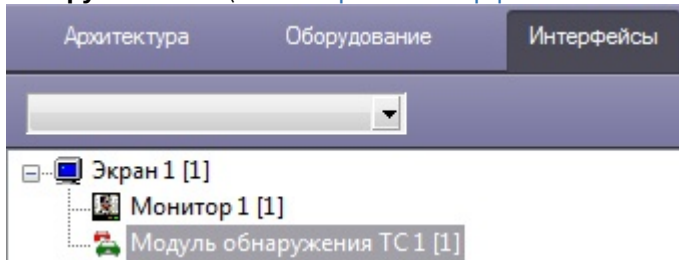 Архитектура Оборудование Интерфейсы
Экран 1 [1]
Монитор 1 [1]
Модуль обнаружения ТС 1 [1]